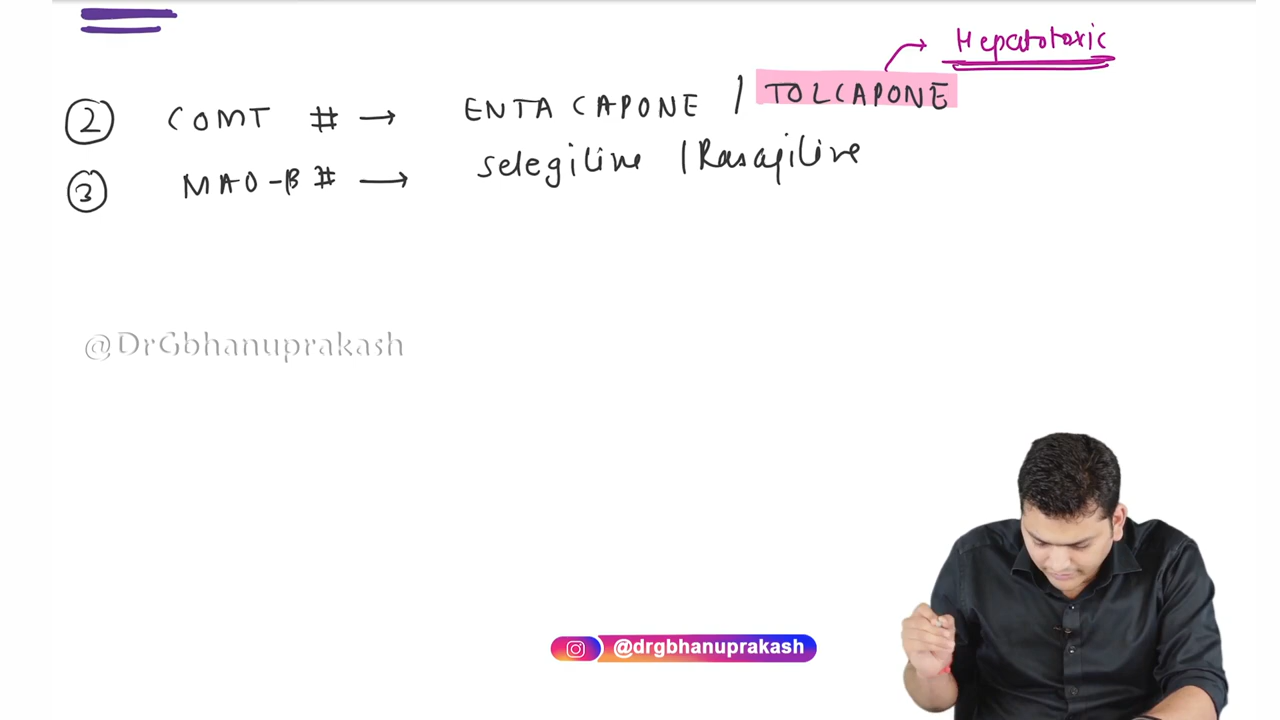 Hepatotoxic
② COMT # → ENTACAPONE / TOLCAPONE
③ MAO-B # → Selegiline / Rasagiline
@DrGbhanuprakash
@drgbhanuprakash